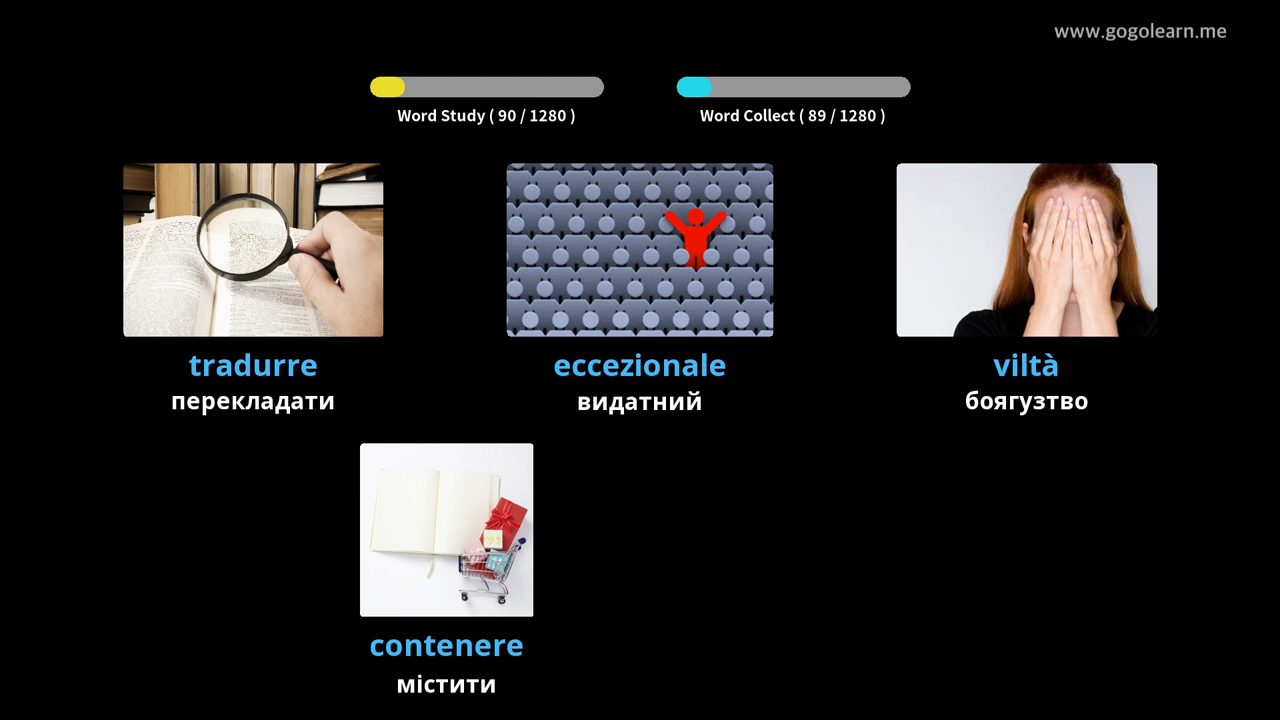 www.gogolearn.me
Word Study ( 90 / 1280 )
Word Collect ( 89 / 1280 )
tradurre
перекладати
eccezionale
видатний
viltà
боягузтво
contenere
містити